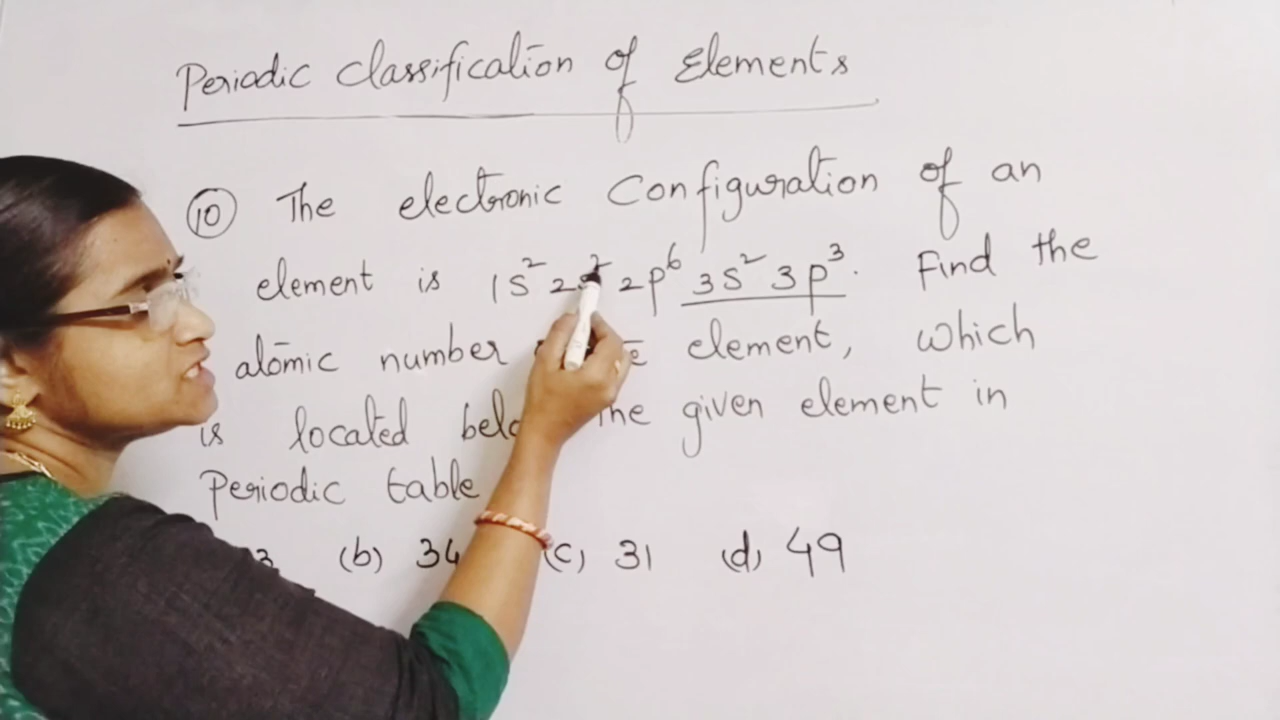 Periodic Classification of Elements
10 The electronic Configuration of an
element is 1s² 2s² 2p⁶ 3s² 3p³. Find the
atomic number element, which
is located the given element in
Periodic table
(b) 34 (c) 31 (d) 49